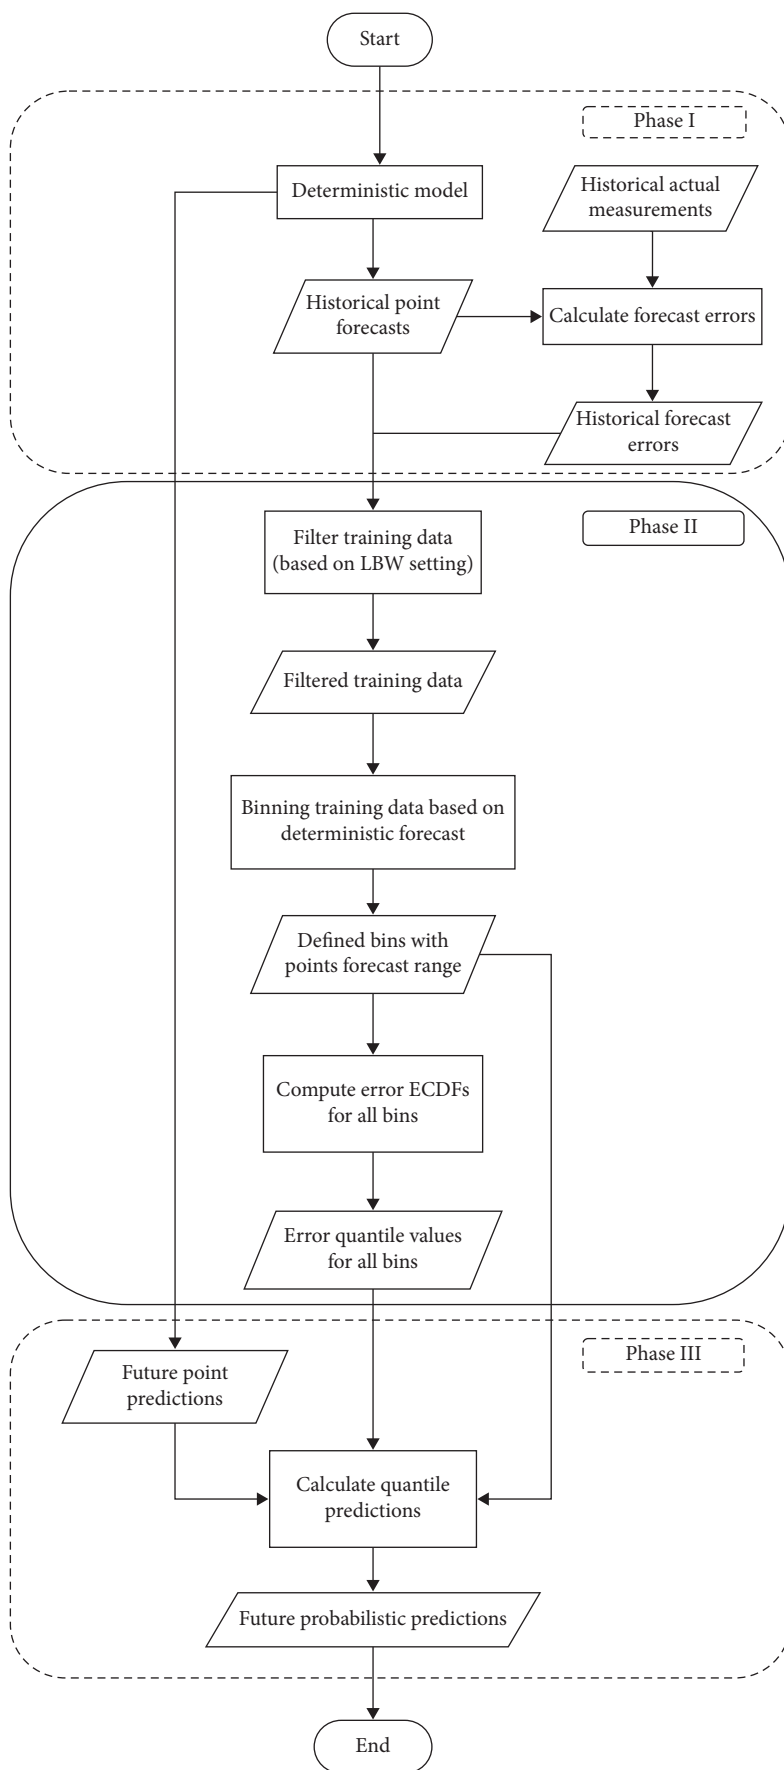 Start
Phase I
Deterministic model
Historical actual
measurements
Historical point
forecasts
Calculate forecast errors
Historical forecast
errors
Phase II
Filter training data
(based on LBW setting)
Filtered training data
Binning training data based on
deterministic forecast
Defined bins with
points forecast range
Compute error ECDFs
for all bins
Error quantile values
for all bins
Phase III
Future point
predictions
Calculate quantile
predictions
Future probabilistic predictions
End